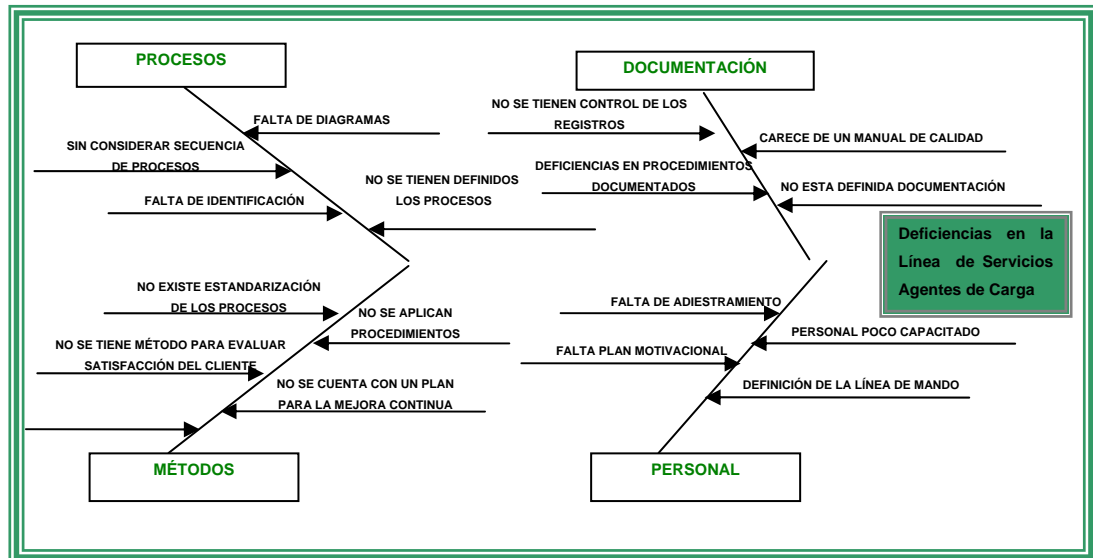 PROCESOS
FALTA DE DIAGRAMAS
SIN CONSIDERAR SECUENCIA
DE PROCESOS
NO SE TIENEN DEFINIDOS
LOS PROCESOS
FALTA DE IDENTIFICACIÓN
DOCUMENTACIÓN
NO SE TIENEN CONTROL DE LOS
REGISTROS
CARECE DE UN MANUAL DE CALIDAD
DEFICIENCIAS EN PROCEDIMIENTOS
DOCUMENTADOS
NO ESTA DEFINIDA DOCUMENTACIÓN
Deficiencias en la
Línea de Servicios
Agentes de Carga
NO EXISTE ESTANDARIZACIÓN
DE LOS PROCESOS
NO SE APLICAN
PROCEDIMIENTOS
NO SE TIENE MÉTODO PARA EVALUAR
SATISFACCIÓN DEL CLIENTE
NO SE CUENTA CON UN PLAN
PARA LA MEJORA CONTINUA
MÉTODOS
FALTA DE ADIESTRAMIENTO
PERSONAL POCO CAPACITADO
FALTA PLAN MOTIVACIONAL
DEFINICIÓN DE LA LÍNEA DE MANDO
PERSONAL